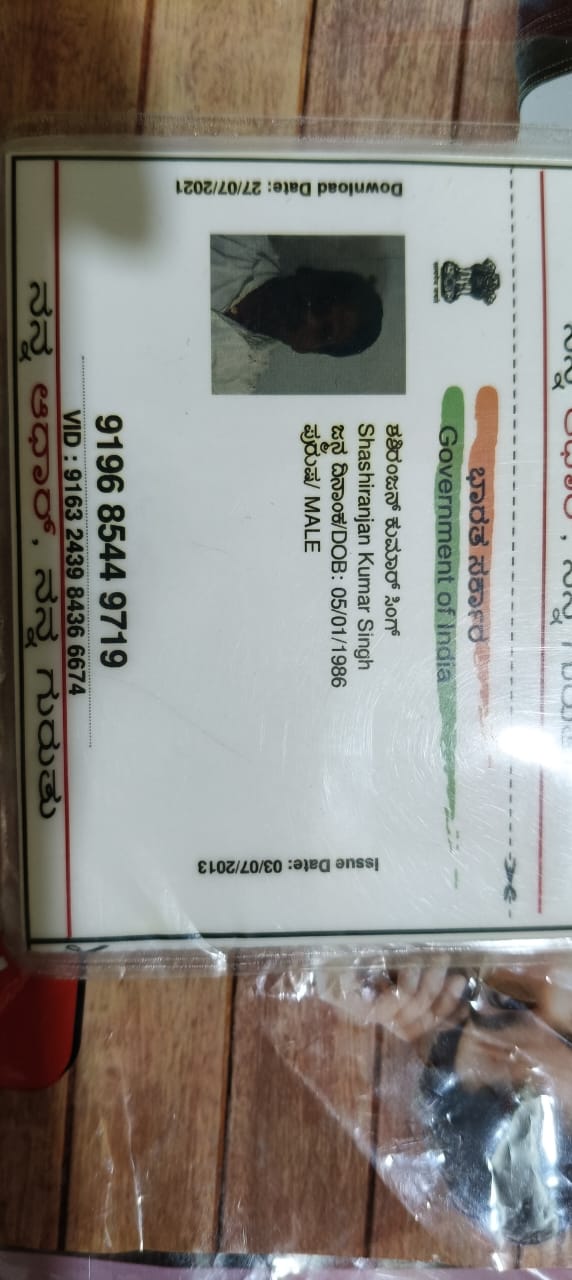 ಭಾರತ ಸರ್ಕಾರ
Government of India
Download Date: 27/07/2021
Issue Date: 03/07/2013
ಶಶಿರಂಜನ್ ಕುಮಾರ್ ಸಿಂಗ್
Shashiranjan Kumar Singh
ಜನ್ಮ ದಿನಾಂಕ/DOB: 05/01/1986
ಪುರುಷ/ MALE
9196 8544 9719
VID : 9163 2439 8436 6674
ನನ್ನ ಆಧಾರ್, ನನ್ನ ಗುರುತು